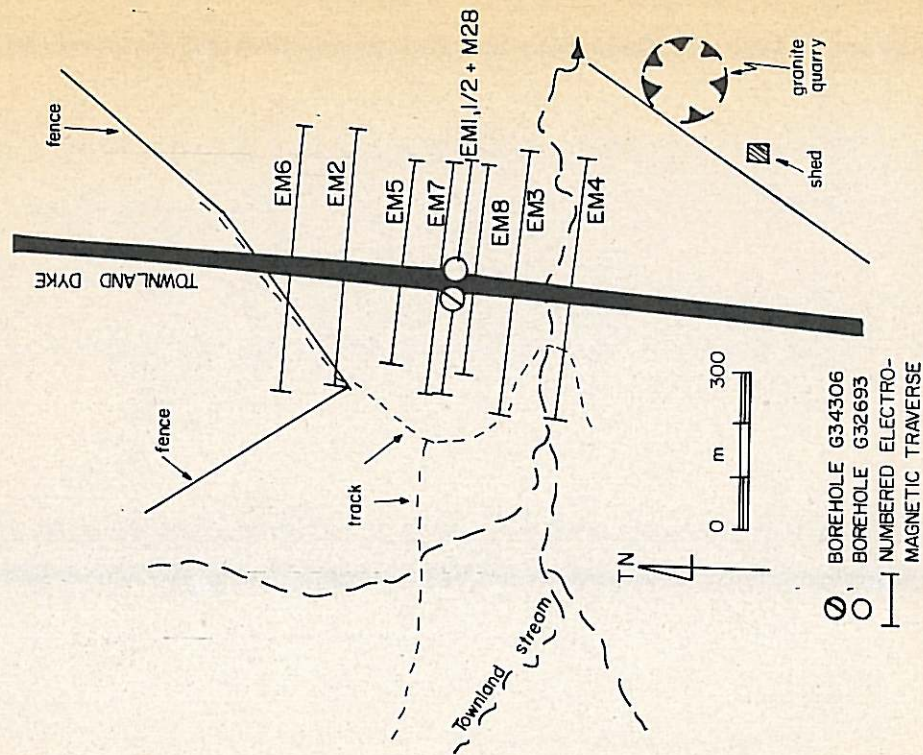 fence
fence
EM6
EM2
EM5
EM7
EM1,1/2 + M28
EM8
EM3
EM4
TOWNLAND DYKE
track
Townland stream
granite
quarry
shed
TN
0 m 300
BOREHOLE G34306
BOREHOLE G32693
NUMBERED ELECTRO-
MAGNETIC TRAVERSE